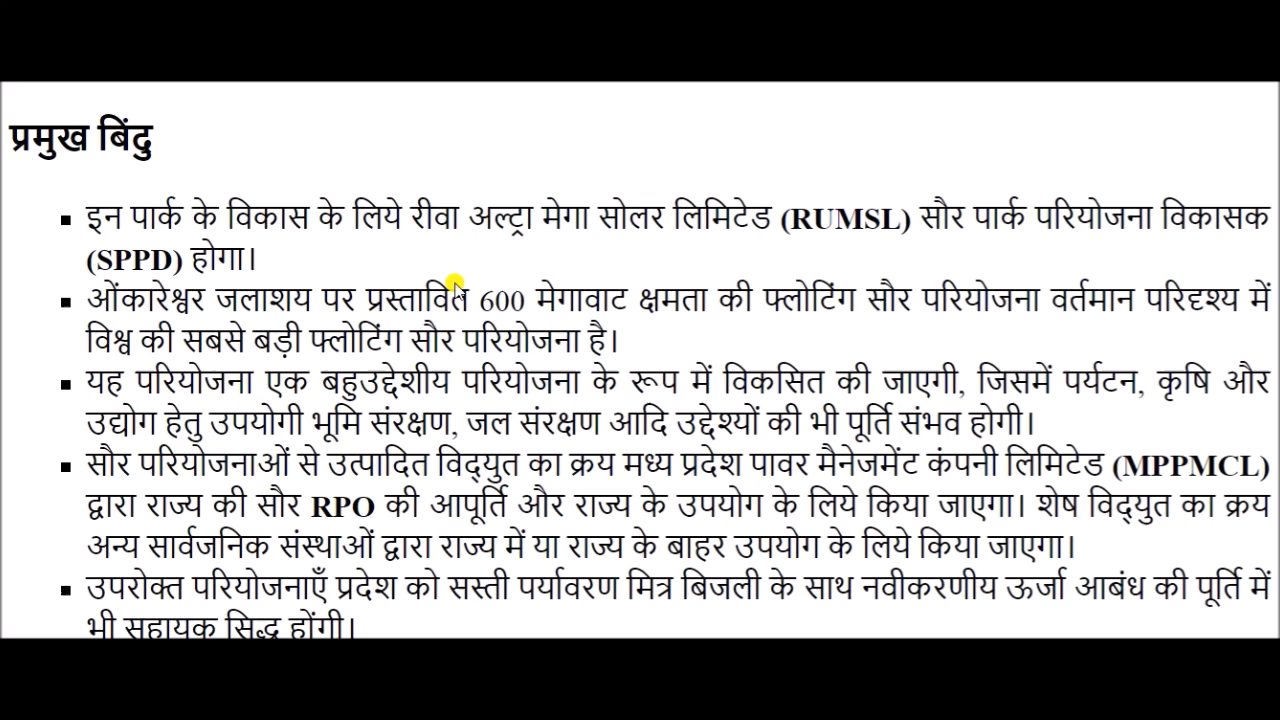 प्रमुख बिंदु
▪ इन पार्क के विकास के लिये रीवा अल्ट्रा मेगा सोलर लिमिटेड (RUMSL) सौर पार्क परियोजना विकासक
(SPPD) होगा।
▪ ओंकारेश्वर जलाशय पर प्रस्तावित 600 मेगावाट क्षमता की फ्लोटिंग सौर परियोजना वर्तमान परिदृश्य में
विश्व की सबसे बड़ी फ्लोटिंग सौर परियोजना है।
▪ यह परियोजना एक बहुउद्देशीय परियोजना के रूप में विकसित की जाएगी, जिसमें पर्यटन, कृषि और
उद्योग हेतु उपयोगी भूमि संरक्षण, जल संरक्षण आदि उद्देश्यों की भी पूर्ति संभव होगी।
▪ सौर परियोजनाओं से उत्पादित विद्युत का क्रय मध्य प्रदेश पावर मैनेजमेंट कंपनी लिमिटेड (MPPMCL)
द्वारा राज्य की सौर RPO की आपूर्ति और राज्य के उपयोग के लिये किया जाएगा। शेष विद्युत का क्रय
अन्य सार्वजनिक संस्थाओं द्वारा राज्य में या राज्य के बाहर उपयोग के लिये किया जाएगा।
▪ उपरोक्त परियोजनाएँ प्रदेश को सस्ती पर्यावरण मित्र बिजली के साथ नवीकरणीय ऊर्जा आबंध की पूर्ति में
भी सहायक सिद्ध होंगी।